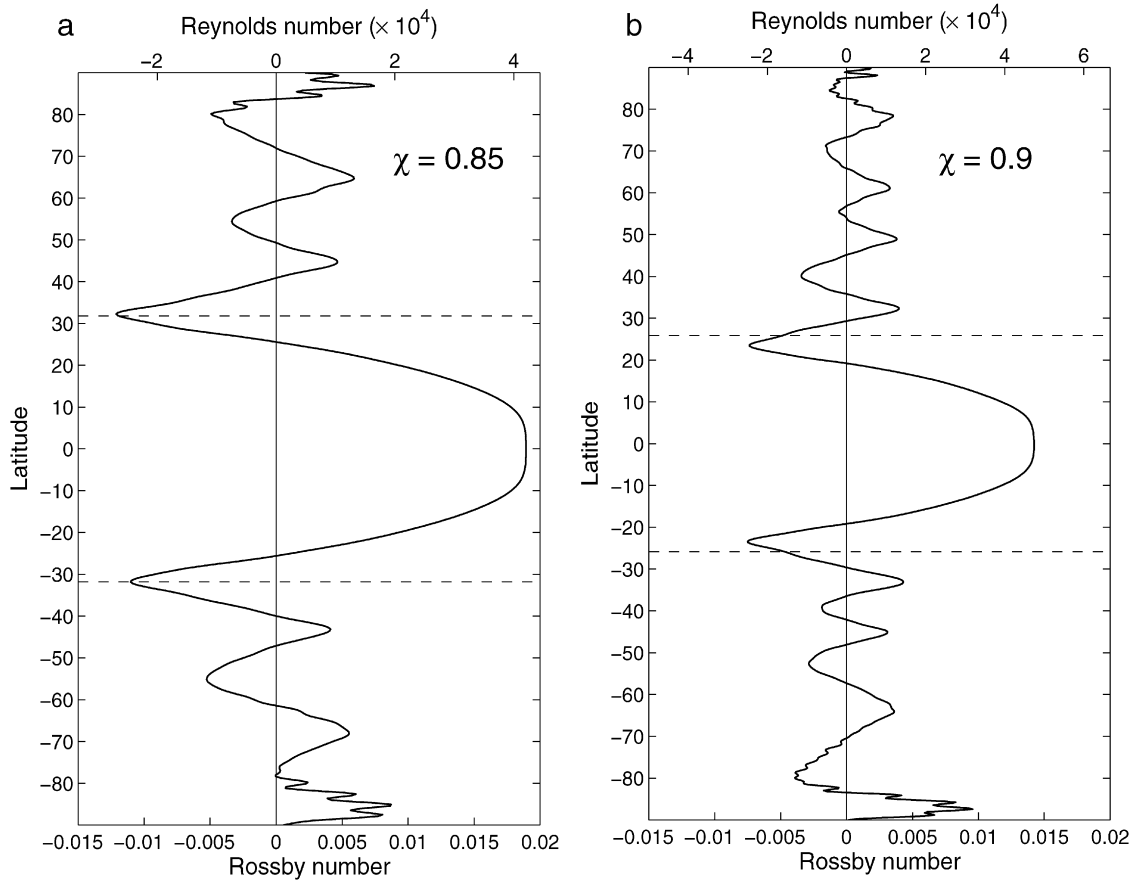 a
Reynolds number (× 10⁴)
−2 0 2 4
χ = 0.85
Latitude
80
70
60
50
40
30
20
10
0
−10
−20
−30
−40
−50
−60
−70
−80
−0.015 −0.01 −0.005 0 0.005 0.01 0.015 0.02
Rossby number
b
Reynolds number (× 10⁴)
−4 −2 0 2 4 6
χ = 0.9
Latitude
80
70
60
50
40
30
20
10
0
−10
−20
−30
−40
−50
−60
−70
−80
−0.015 −0.01 −0.005 0 0.005 0.01 0.015 0.02
Rossby number